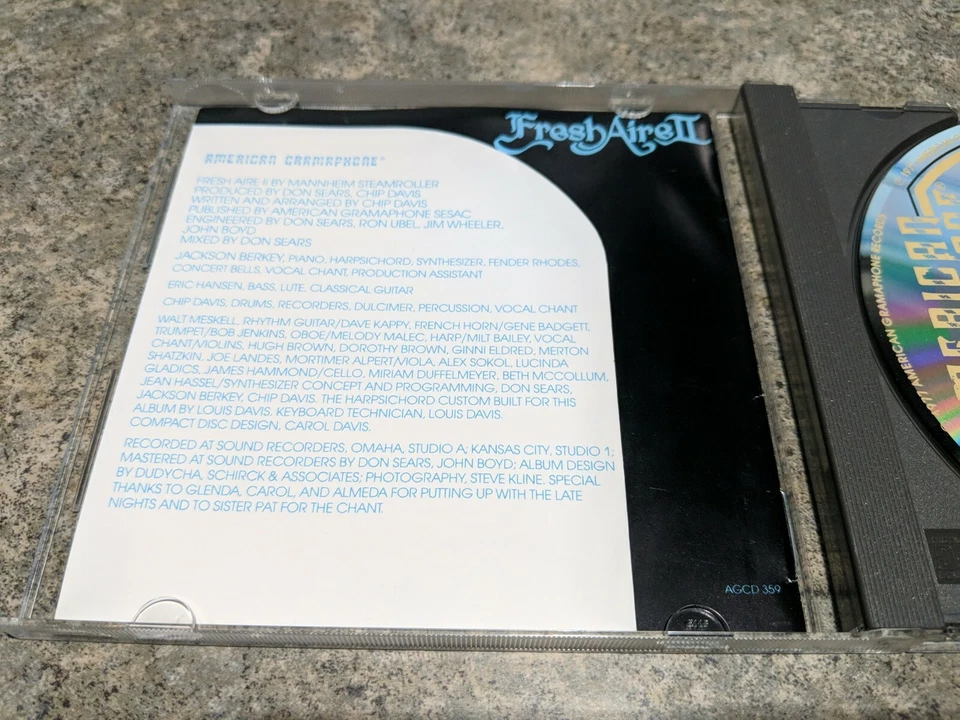 Fresh Aire II
AMERICAN GRAMAPHONE
FRESH AIRE II BY MANNHEIM STEAMROLLER
PRODUCED BY DON SEARS, CHIP DAVIS
WRITTEN AND ARRANGED BY CHIP DAVIS
PUBLISHED BY AMERICAN GRAMAPHONE SESAC
ENGINEERED BY DON SEARS, RON UBEL, JIM WHEELER,
JOHN BOYD
MIXED BY DON SEARS
JACKSON BERKEY, PIANO, HARPSICHORD, SYNTHESIZER, FENDER RHODES,
CONCERT BELLS, VOCAL CHANT, PRODUCTION ASSISTANT
ERIC HANSEN, BASS, LUTE, CLASSICAL GUITAR
CHIP DAVIS, DRUMS, RECORDERS, DULCIMER, PERCUSSION, VOCAL CHANT
WALT MESKELL, RHYTHM GUITAR/DAVE KAPPY, FRENCH HORN/GENE BADGETT,
TRUMPET/BOB JENKINS, OBOE/MELODY MALEC, HARP/MILT BAILEY, VOCAL
CHANT/VIOLINS, HUGH BROWN, DOROTHY BROWN, GINNI ELDRED, MERTON
SHATZKIN, JOE LANDES, MORTIMER ALPERT/VIOLA, ALEX SOKOL, LUCINDA
GLADICS, JAMES HAMMOND/CELLO, MIRIAM DUFFELMEYER, BETH MCCOLLUM,
JEAN HASSEL/SYNTHESIZER CONCEPT AND PROGRAMMING, DON SEARS,
JACKSON BERKEY, CHIP DAVIS. THE HARPSICHORD CUSTOM BUILT FOR THIS
ALBUM BY LOUIS DAVIS. KEYBOARD TECHNICIAN, LOUIS DAVIS.
COMPACT DISC DESIGN, CAROL DAVIS.
RECORDED AT SOUND RECORDERS, OMAHA, STUDIO A; KANSAS CITY, STUDIO 1;
MASTERED AT SOUND RECORDERS BY DON SEARS, JOHN BOYD; ALBUM DESIGN
BY DUDYCHA, SCHIRCK & ASSOCIATES; PHOTOGRAPHY, STEVE KLINE. SPECIAL
THANKS TO GLENDA, CAROL, AND ALMEDA FOR PUTTING UP WITH THE LATE
NIGHTS AND TO SISTER PAT FOR THE CHANT.
AGCD 359
AMERICAN GRAMAPHONE RECORDS
AMERICAN